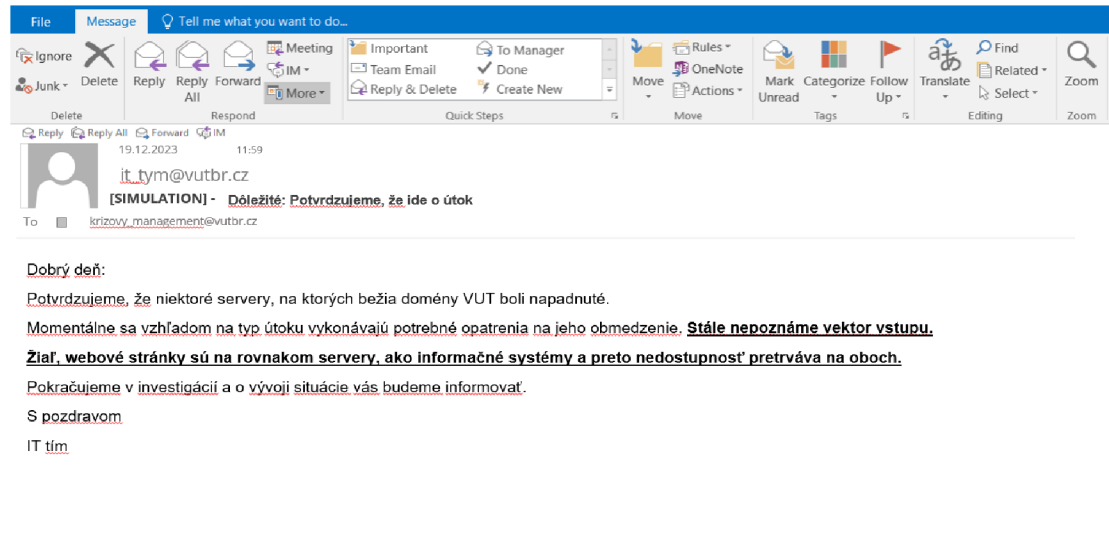 File Message Tell me what you want to do...
Ignore Meeting Important To Manager Rules Find
Junk Delete Reply Reply All Forward IM Team Email Done Move OneNote Mark Unread Categorize Follow Up Translate Related Zoom
More Reply & Delete Create New Actions Select
Delete Respond Quick Steps Move Tags Editing Zoom
Reply Reply All Forward IM
19.12.2023 11:59
it_tym@vutbr.cz
[SIMULATION] - Dôležité: Potvrdzujeme, že ide o útok
To krizovy_management@vutbr.cz
Dobrý deň:
Potvrdzujeme, že niektoré servery, na ktorých bežia domény VUT boli napadnuté.
Momentálne sa vzhľadom na typ útoku vykonávajú potrebné opatrenia na jeho obmedzenie. Stále nepoznáme vektor vstupu.
Žiaľ, webové stránky sú na rovnakom servery, ako informačné systémy a preto nedostupnosť pretrváva na oboch.
Pokračujeme v investigácií a o vývoji situácie vás budeme informovať.
S pozdravom
IT tím